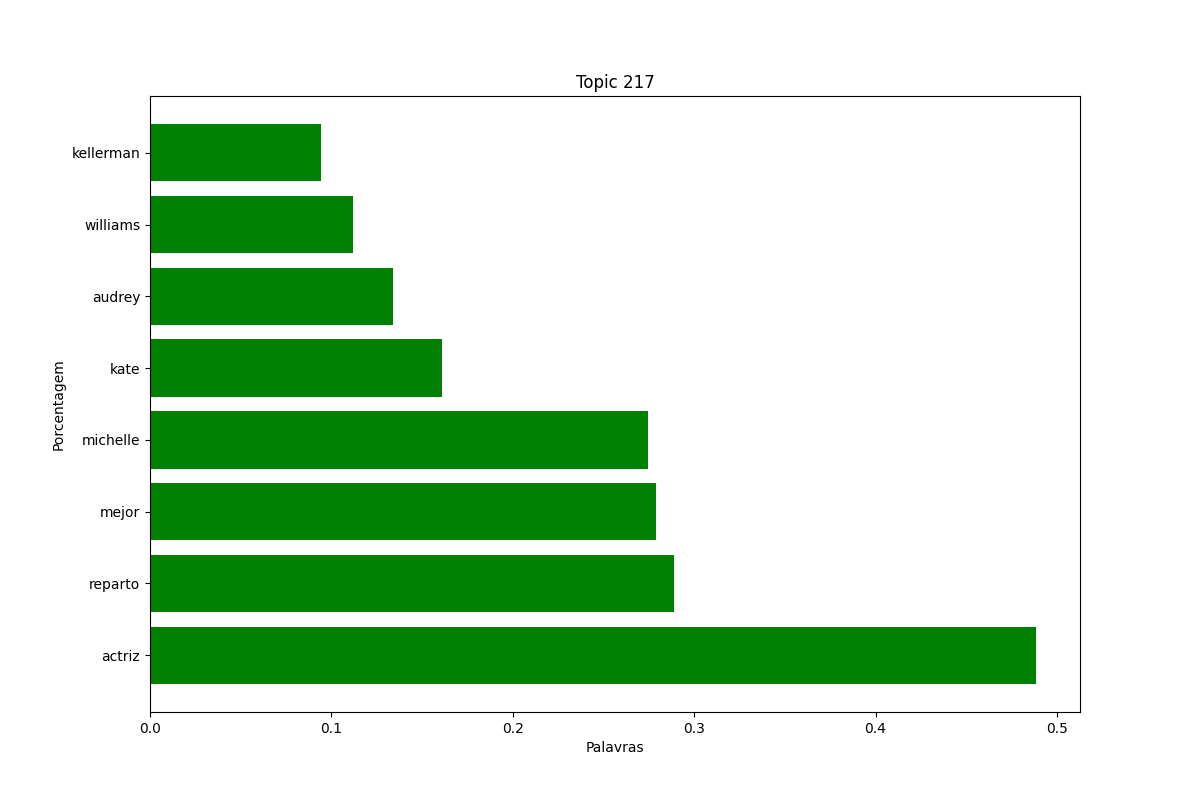 Topic 217
kellerman
williams
audrey
kate
michelle
mejor
reparto
actriz
Porcentagem
0.0 0.1 0.2 0.3 0.4 0.5
Palavras